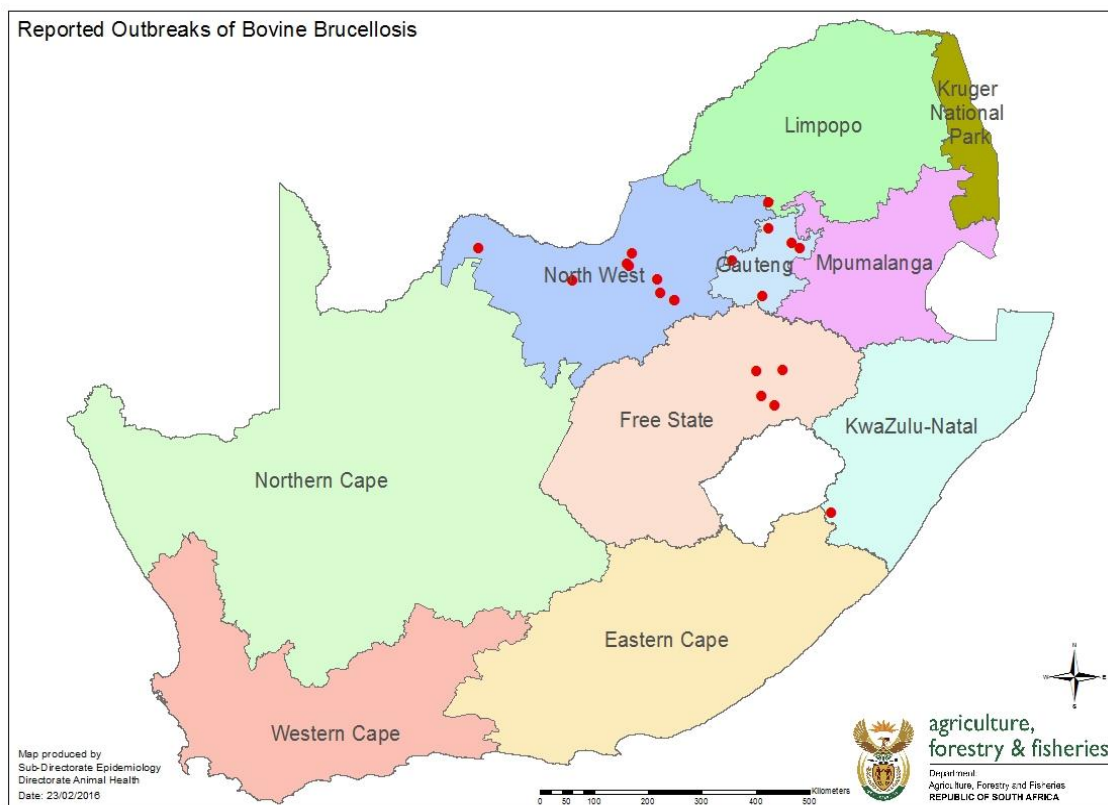 Reported Outbreaks of Bovine Brucellosis
Kruger
National
Park
Limpopo
North West
Gauteng
Mpumalanga
Free State
KwaZulu-Natal
Northern Cape
Eastern Cape
Western Cape
N
W E
S
agriculture,
forestry & fisheries
Department:
Agriculture, Forestry and Fisheries
REPUBLIC OF SOUTH AFRICA
Map produced by
Sub-Directorate Epidemiology
Directorate Animal Health
Date: 23/02/2016
Kilometers
0 50 100 200 300 400 500